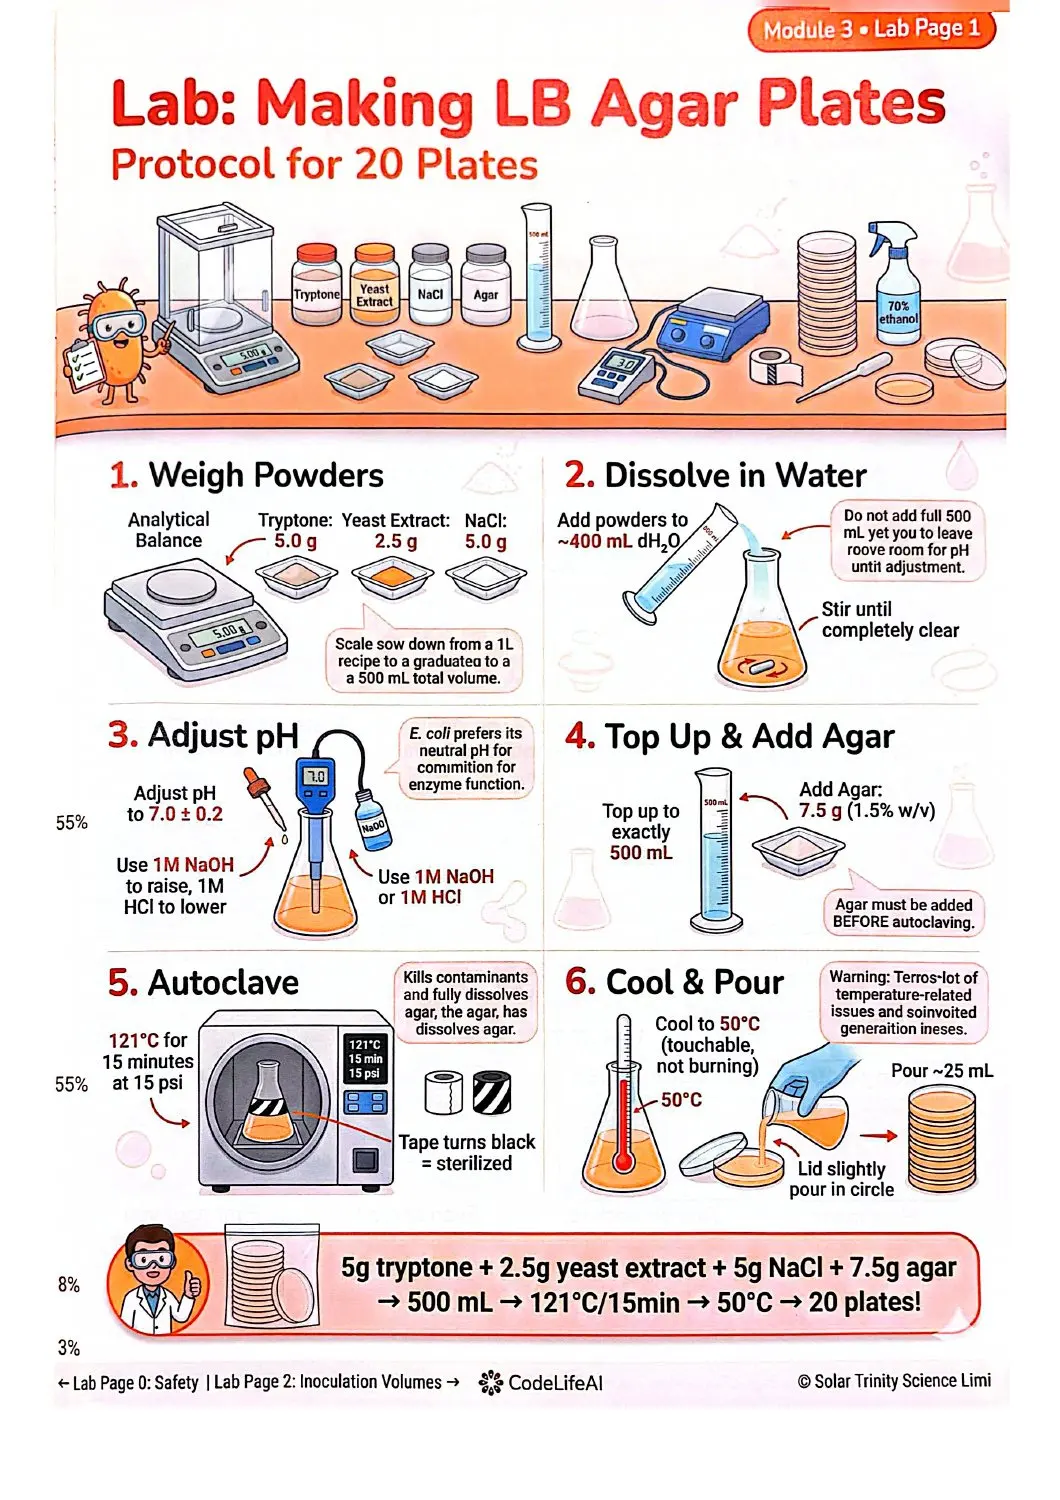 Module 3 • Lab Page 1
Lab: Making LB Agar Plates
Protocol for 20 Plates
5.00 g
Tryptone
Yeast
Extract
NaCl
Agar
500 mL
3.0
70%
ethanol
1. Weigh Powders
Analytical
Balance
Tryptone:
5.0 g
Yeast Extract:
2.5 g
NaCl:
5.0 g
5.00 g
Scale sow down from a 1L
recipe to a graduated to a
a 500 mL total volume.
2. Dissolve in Water
Add powders to
~400 mL dH₂O
Do not add full 500
mL yet you to leave
roove room for pH
until adjustment.
Stir until
completely clear
3. Adjust pH
7.0
E. coli prefers its
neutral pH for
comimition for
enzyme function.
Adjust pH
to 7.0 ± 0.2
NaOO
Use 1M NaOH
to raise, 1M
HCl to lower
Use 1M NaOH
or 1M HCl
55%
4. Top Up & Add Agar
Top up to
exactly
500 mL
500 mL
Add Agar:
7.5 g (1.5% w/v)
Agar must be added
BEFORE autoclaving.
5. Autoclave
Kills contaminants
and fully dissolves
agar, the agar, has
dissolves agar.
121°C for
15 minutes
at 15 psi
121°C
15 min
15 psi
55%
Tape turns black
= sterilized
6. Cool & Pour
Warning: Terros-lot of
temperature-related
issues and soinvoited
generaition ineses.
Cool to 50°C
(touchable,
not burning)
50°C
Pour ~25 mL
Lid slightly
pour in circle
5g tryptone + 2.5g yeast extract + 5g NaCl + 7.5g agar
→ 500 mL → 121°C/15min → 50°C → 20 plates!
8%
3%
← Lab Page 0: Safety | Lab Page 2: Inoculation Volumes →
CodeLifeAI
© Solar Trinity Science Limi